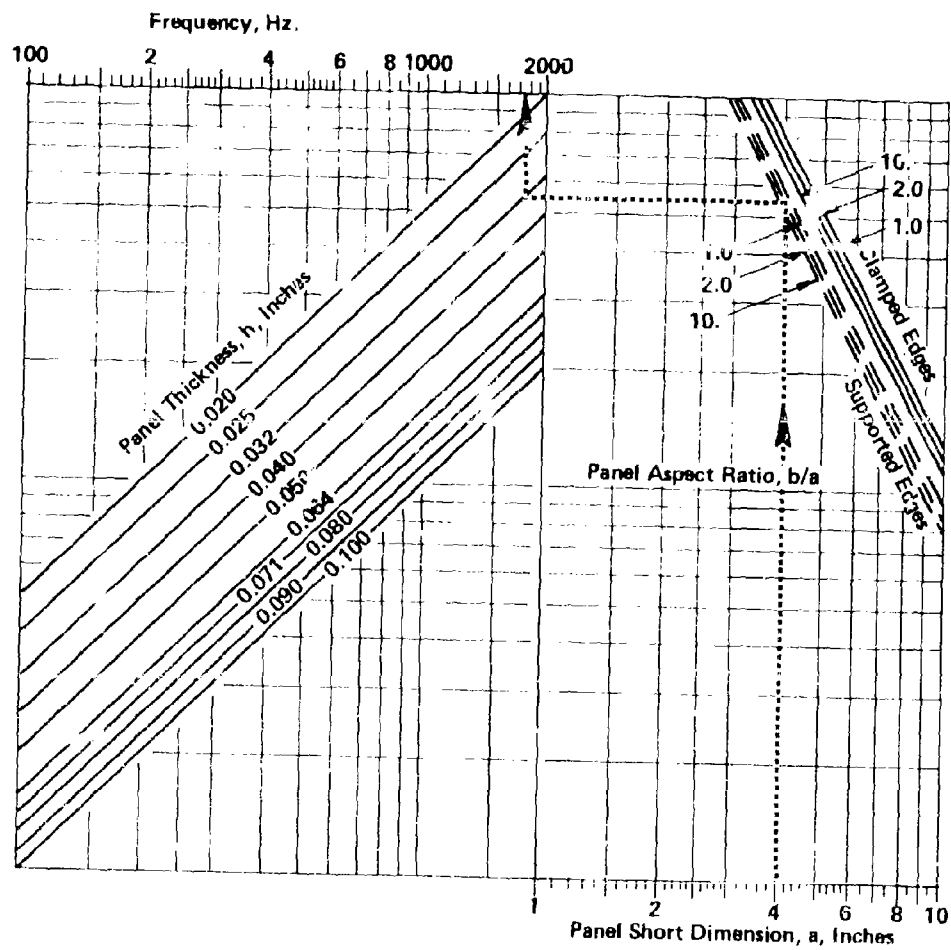 Frequency, Hz.
100 2 4 6 8 1000 2000
10.
2.0
1.0
1.0
2.0
10.
Clamped Edges
Supported Edges
Panel Thickness, h, Inches
0.020
0.025
0.032
0.040
0.064
0.071
0.080
0.090
0.100
Panel Aspect Ratio, b/a
1 2 4 6 8 10
Panel Short Dimension, a, Inches